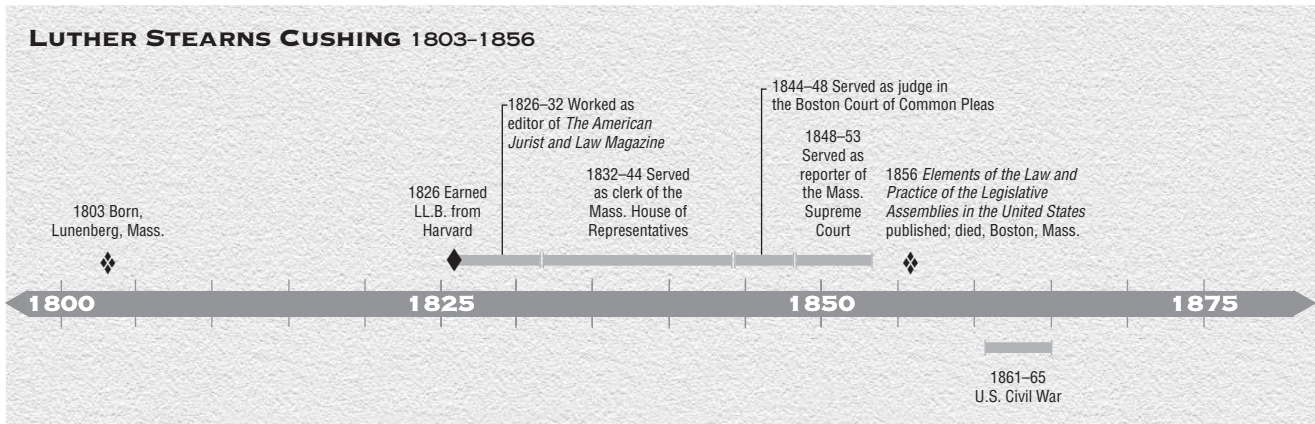 LUTHER STEARNS CUSHING 1803–1856
1803 Born,
Lunenberg, Mass.
1826 Earned
LL.B. from
Harvard
1826–32 Worked as
editor of The American
Jurist and Law Magazine
1832–44 Served
as clerk of the
Mass. House of
Representatives
1844–48 Served as judge in
the Boston Court of Common Pleas
1848–53
Served as
reporter of
the Mass.
Supreme
Court
1856 Elements of the Law and
Practice of the Legislative
Assemblies in the United States
published; died, Boston, Mass.
1800
1825
1850
1875
1861–65
U.S. Civil War